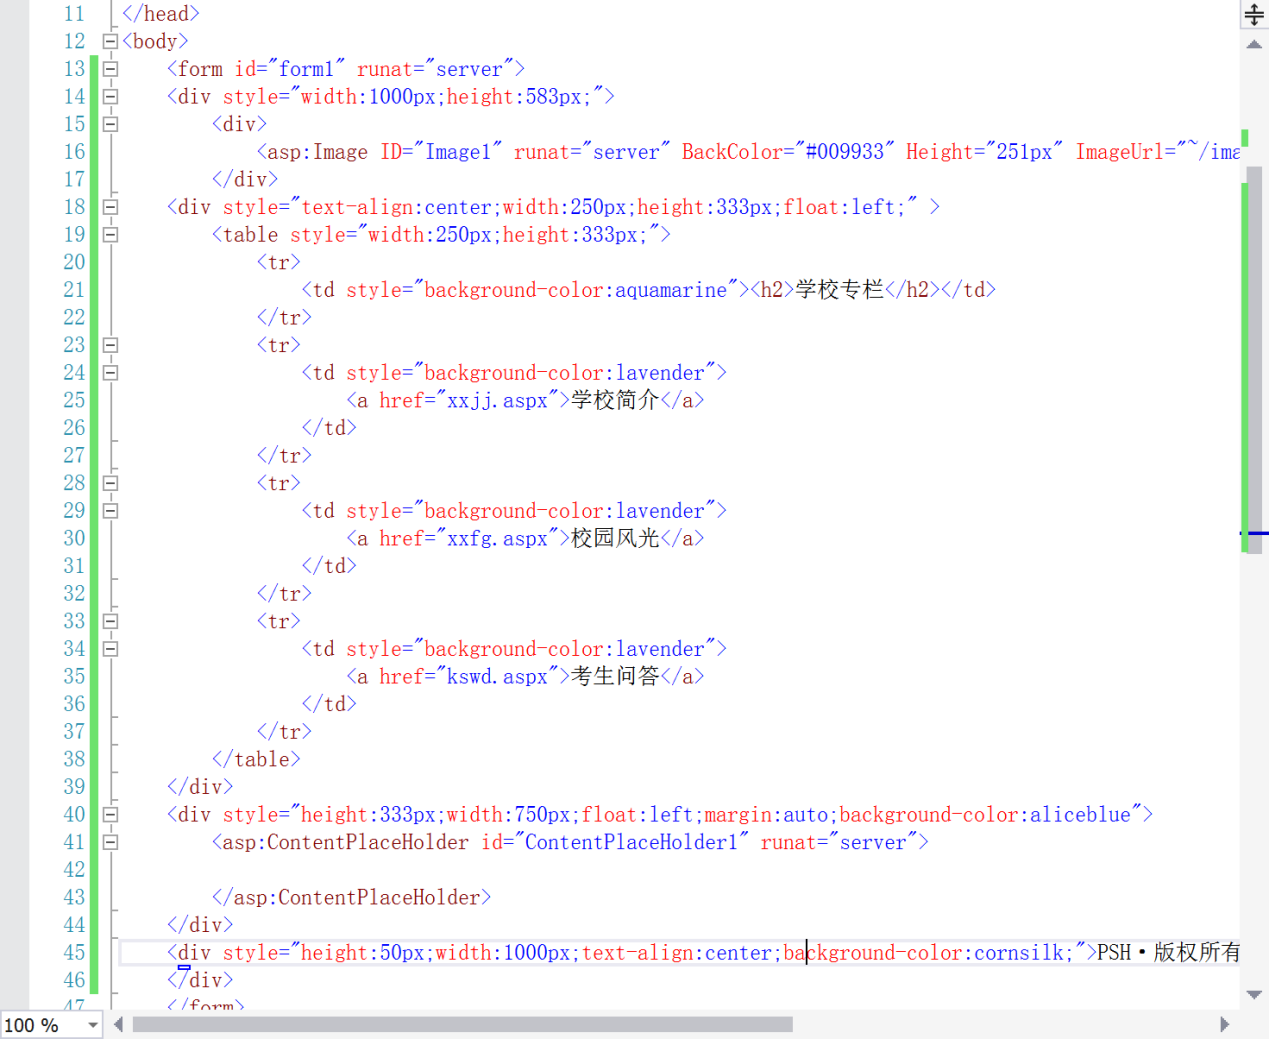 11 </head>
12 <body>
13 <form id="form1" runat="server">
14 <div style="width:1000px;height:583px;">
15 <div>
16 <asp:Image ID="Image1" runat="server" BackColor="#009933" Height="251px" ImageUrl="~/ima
17 </div>
18 <div style="text-align:center;width:250px;height:333px;float:left;" >
19 <table style="width:250px;height:333px;">
20 <tr>
21 <td style="background-color:aquamarine"><h2>学校专栏</h2></td>
22 </tr>
23 <tr>
24 <td style="background-color:lavender">
25 <a href="xxjj.aspx">学校简介</a>
26 </td>
27 </tr>
28 <tr>
29 <td style="background-color:lavender">
30 <a href="xxfg.aspx">校园风光</a>
31 </td>
32 </tr>
33 <tr>
34 <td style="background-color:lavender">
35 <a href="kswd.aspx">考生问答</a>
36 </td>
37 </tr>
38 </table>
39 </div>
40 <div style="height:333px;width:750px;float:left;margin:auto;background-color:aliceblue">
41 <asp:ContentPlaceHolder id="ContentPlaceHolder1" runat="server">
42
43 </asp:ContentPlaceHolder>
44 </div>
45 <div style="height:50px;width:1000px;text-align:center;background-color:cornsilk;">PSH·版权所有
46 </div>
47 </form>
100 %